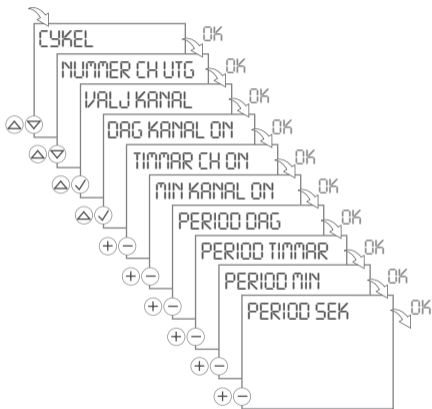 CYKEL
OK
NUMMER CH UTG
OK
VALJ KANAL
OK
DAG KANAL ON
OK
TIMMAR CH ON
OK
MIN KANAL ON
OK
PERIOD DAG
OK
PERIOD TIMMAR
OK
PERIOD MIN
OK
PERIOD SEK
OK